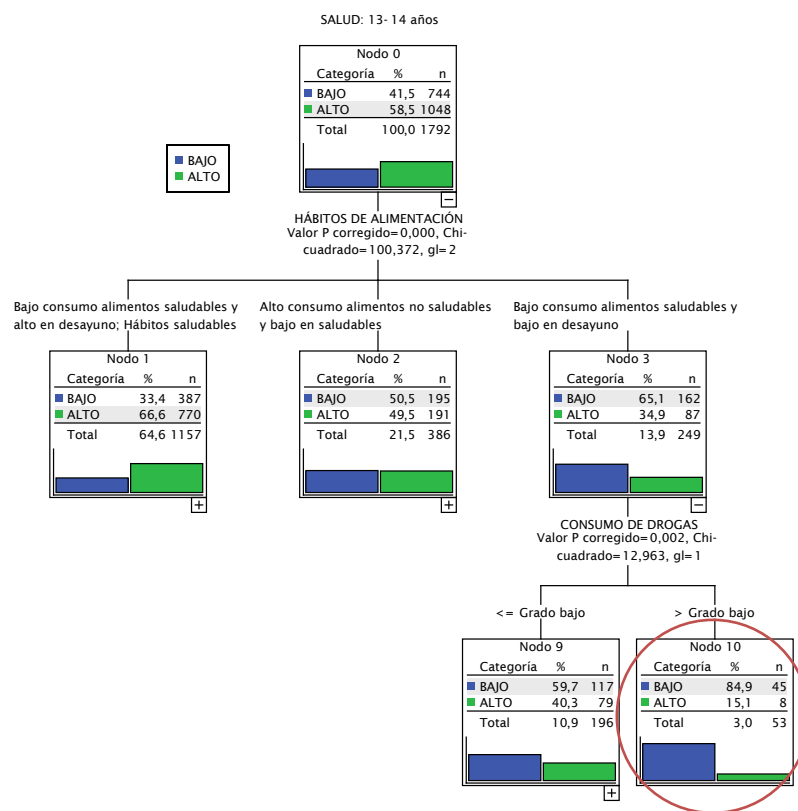 SALUD: 13- 14 años
Nodo 0
Categoría % n
BAJO 41,5 744
ALTO 58,5 1048
Total 100,0 1792
BAJO
ALTO
HÁBITOS DE ALIMENTACIÓN
Valor P corregido=0,000, Chi-
cuadrado=100,372, gl=2
Bajo consumo alimentos saludables y
alto en desayuno; Hábitos saludables
Alto consumo alimentos no saludables
y bajo en saludables
Bajo consumo alimentos saludables y
bajo en desayuno
Nodo 1
Categoría % n
BAJO 33,4 387
ALTO 66,6 770
Total 64,6 1157
Nodo 2
Categoría % n
BAJO 50,5 195
ALTO 49,5 191
Total 21,5 386
Nodo 3
Categoría % n
BAJO 65,1 162
ALTO 34,9 87
Total 13,9 249
CONSUMO DE DROGAS
Valor P corregido=0,002, Chi-
cuadrado=12,963, gl=1
<= Grado bajo
> Grado bajo
Nodo 9
Categoría % n
BAJO 59,7 117
ALTO 40,3 79
Total 10,9 196
Nodo 10
Categoría % n
BAJO 84,9 45
ALTO 15,1 8
Total 3,0 53